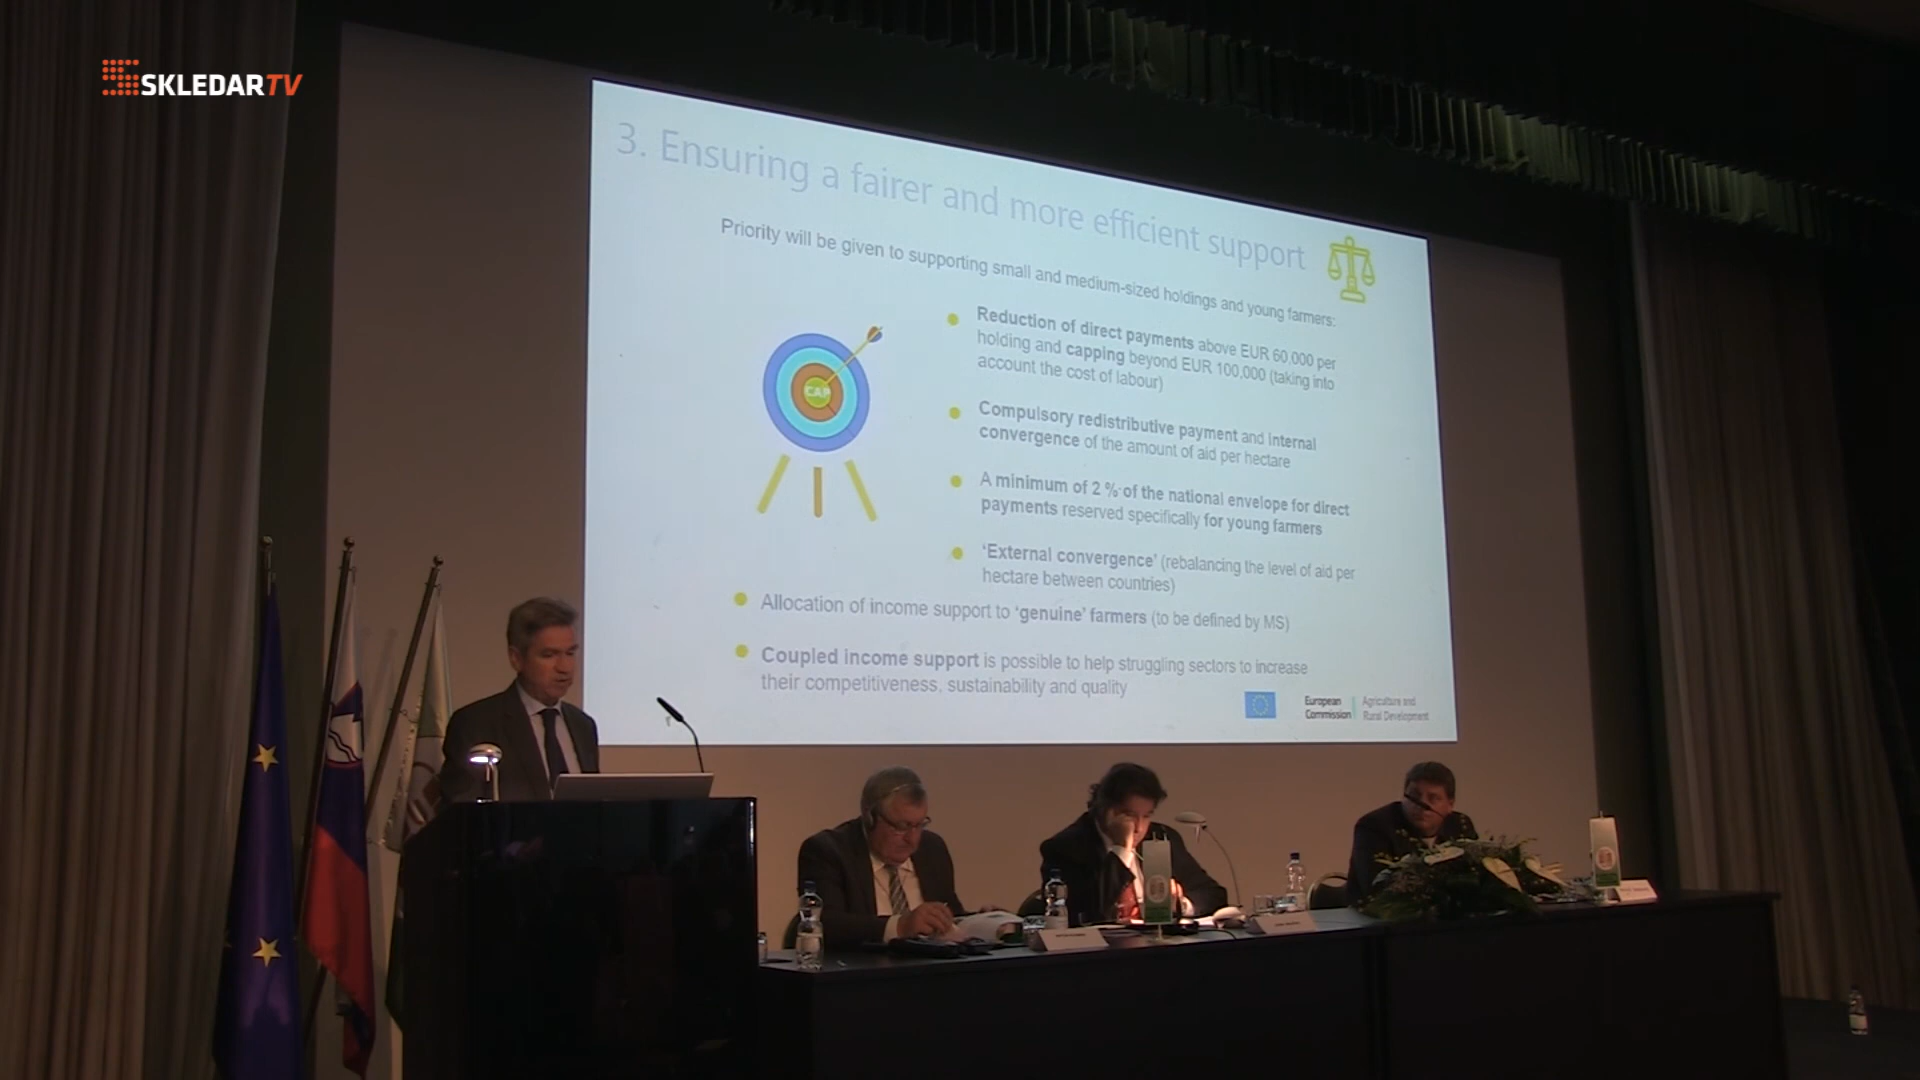 SKLEDARTV
3. Ensuring a fairer and more efficient support
Priority will be given to supporting small and medium-sized holdings and young farmers:
Reduction of direct payments above EUR 60,000 per
holding and capping beyond EUR 100,000 (taking into
account the cost of labour)
CAP
Compulsory redistributive payment and internal
convergence of the amount of aid per hectare
A minimum of 2 % of the national envelope for direct
payments reserved specifically for young farmers
‘External convergence’ (rebalancing the level of aid per
hectare between countries)
Allocation of income support to ‘genuine’ farmers (to be defined by MS)
Coupled income support is possible to help struggling sectors to increase
their competitiveness, sustainability and quality
European
Commission
Agriculture and
Rural Development